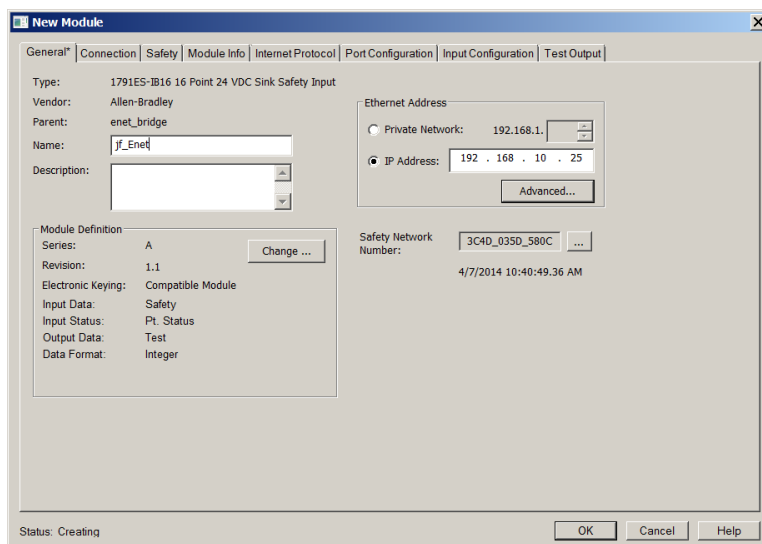 New Module
General* Connection Safety Module Info Internet Protocol Port Configuration Input Configuration Test Output
Type: 1791ES-IB16 16 Point 24 VDC Sink Safety Input
Vendor: Allen-Bradley
Parent: enet_bridge
Name: jf_Enet
Description:
Ethernet Address
Private Network: 192.168.1.
IP Address: 192 . 168 . 10 . 25
Advanced...
Module Definition
Series: A
Change ...
Revision: 1.1
Electronic Keying: Compatible Module
Input Data: Safety
Input Status: Pt. Status
Output Data: Test
Data Format: Integer
Safety Network
Number:
3C4D_035D_580C ...
4/7/2014 10:40:49.36 AM
Status: Creating
OK Cancel Help